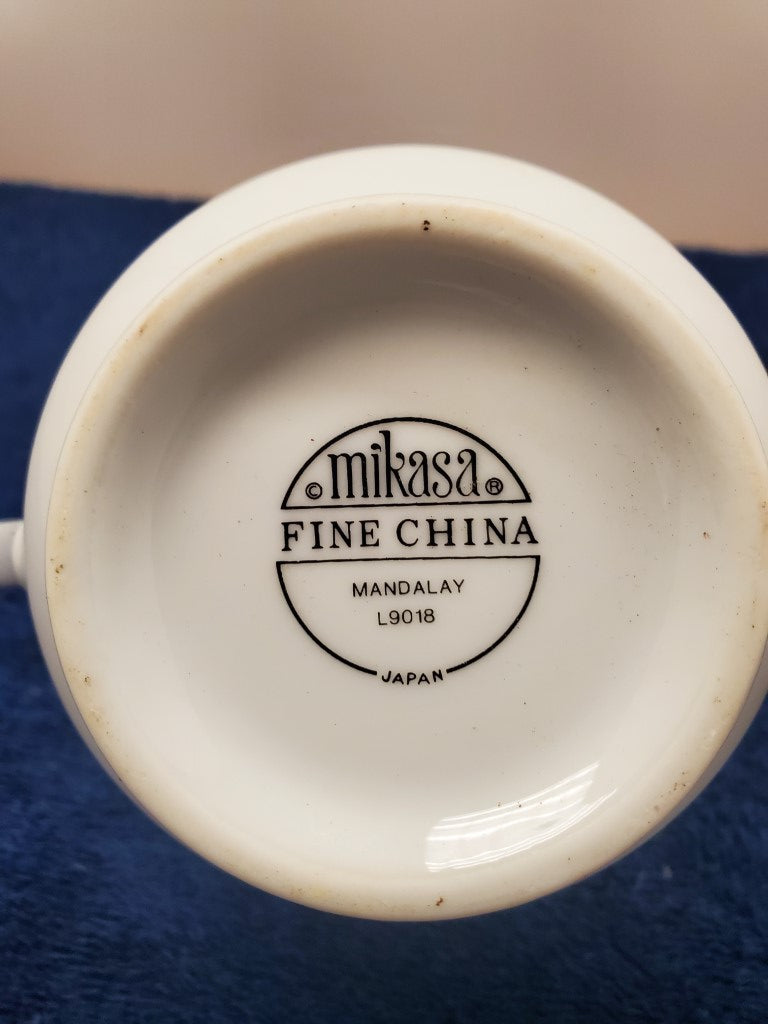 © mikasa ®
FINE CHINA
MANDALAY
L9018
JAPAN